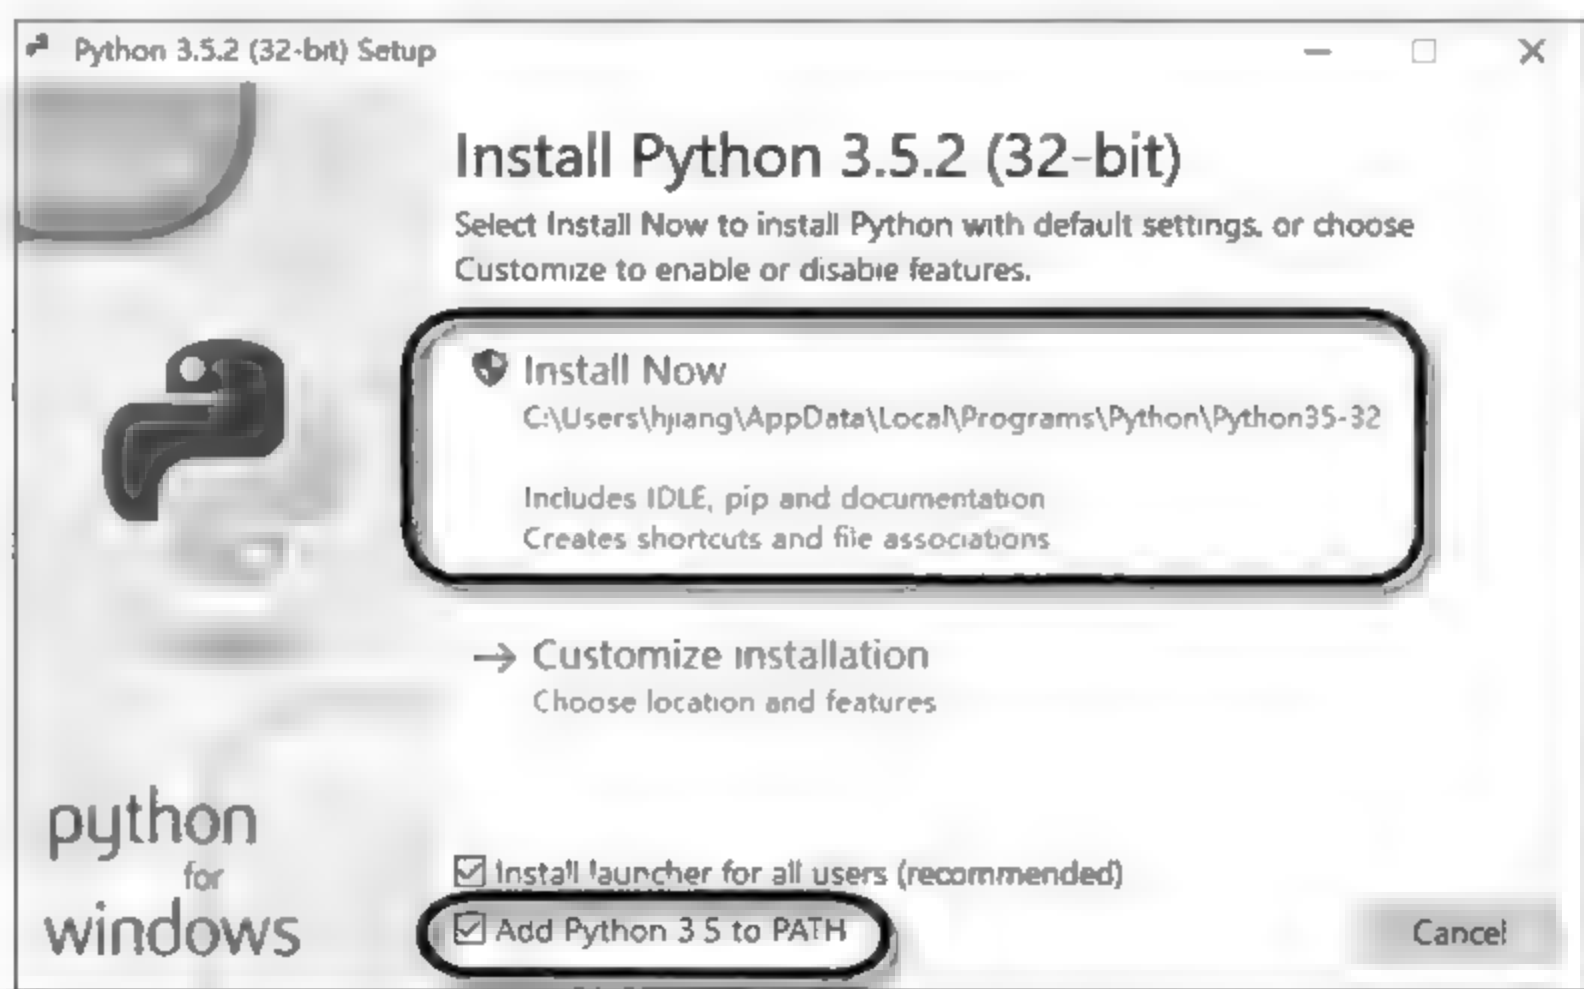 Python 3.5.2 (32-bit) Setup
Install Python 3.5.2 (32-bit)
Select Install Now to install Python with default settings, or choose
Customize to enable or disable features.
Install Now
C:\Users\hjiang\AppData\Local\Programs\Python\Python35-32
Includes IDLE, pip and documentation
Creates shortcuts and file associations
Customize installation
Choose location and features
python
for
windows
Install launcher for all users (recommended)
Add Python 3.5 to PATH
Cancel